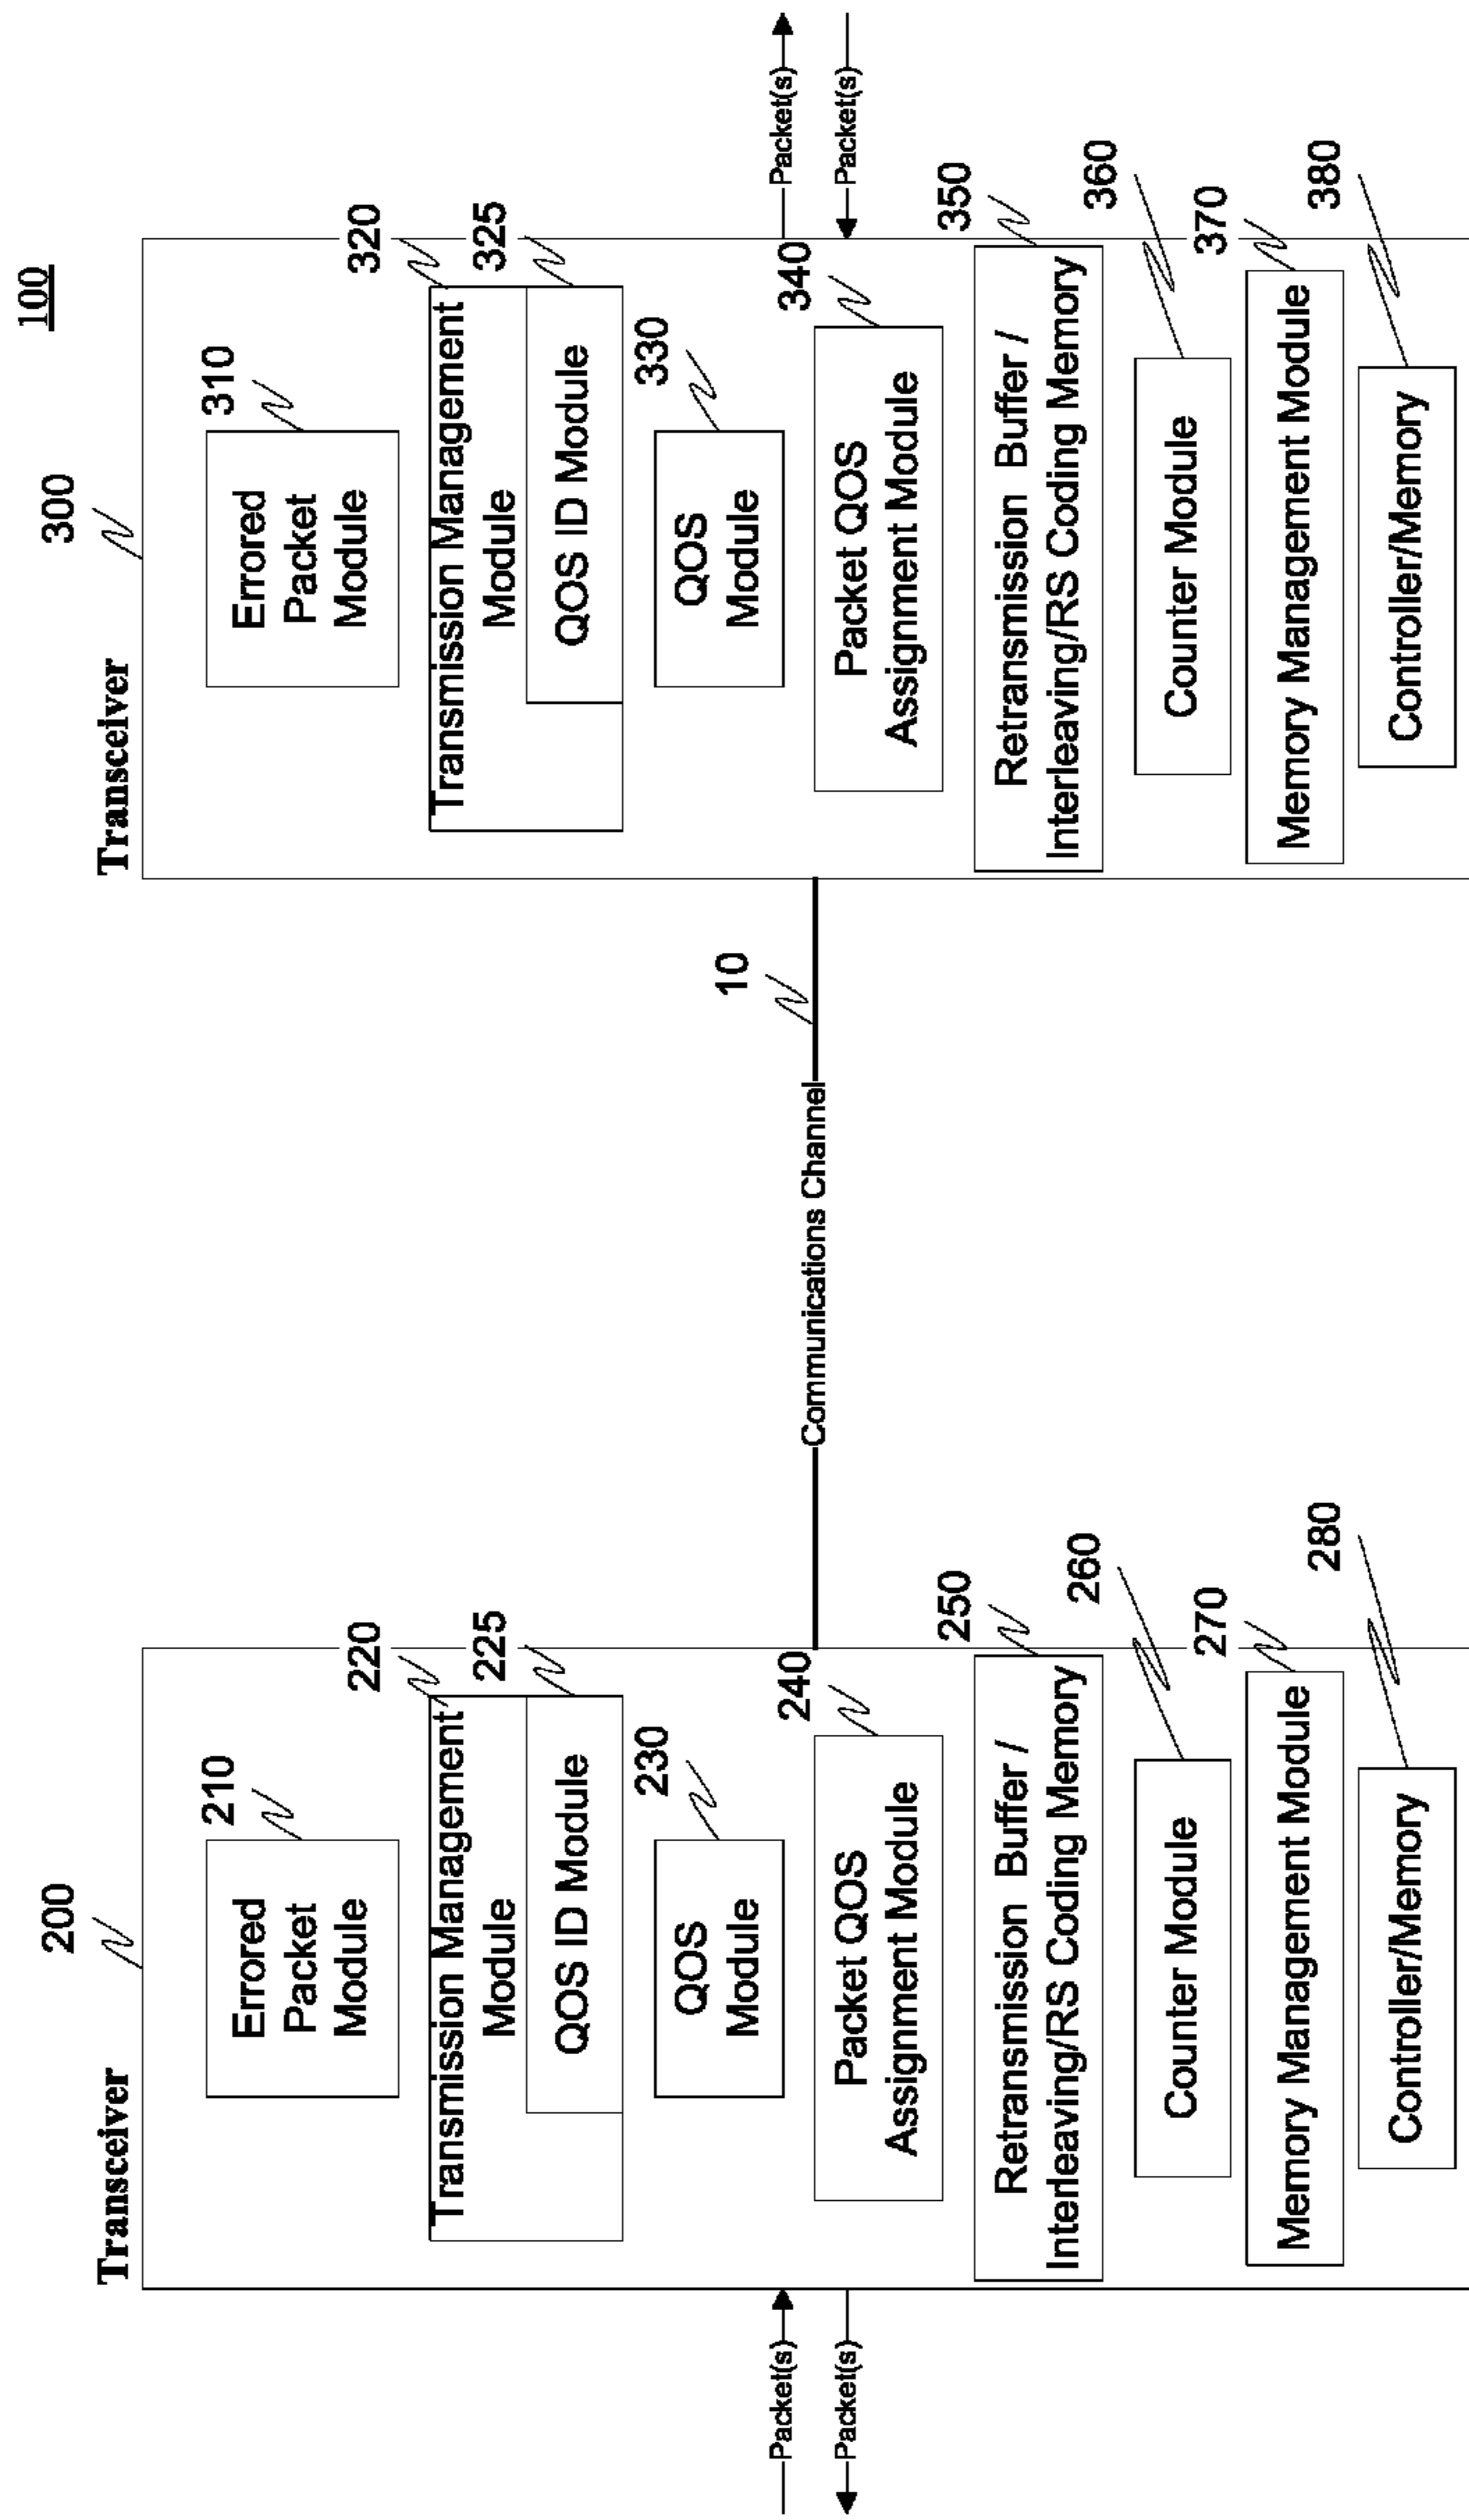 100
200
Transceiver
210
Errored
Packet
Module
220
Transmission Management
Module
225
QOS ID Module
230
QOS
Module
240
Packet QOS
Assignment Module
250
Retransmission Buffer /
Interleaving/RS Coding Memory
260
Counter Module
270
Memory Management Module
280
Controller/Memory
Packet(s)
Packet(s)
10
Communications Channel
300
Transceiver
310
Errored
Packet
Module
320
Transmission Management
Module
325
QOS ID Module
330
QOS
Module
340
Packet QOS
Assignment Module
350
Retransmission Buffer /
Interleaving/RS Coding Memory
360
Counter Module
370
Memory Management Module
380
Controller/Memory
Packet(s)
Packet(s)